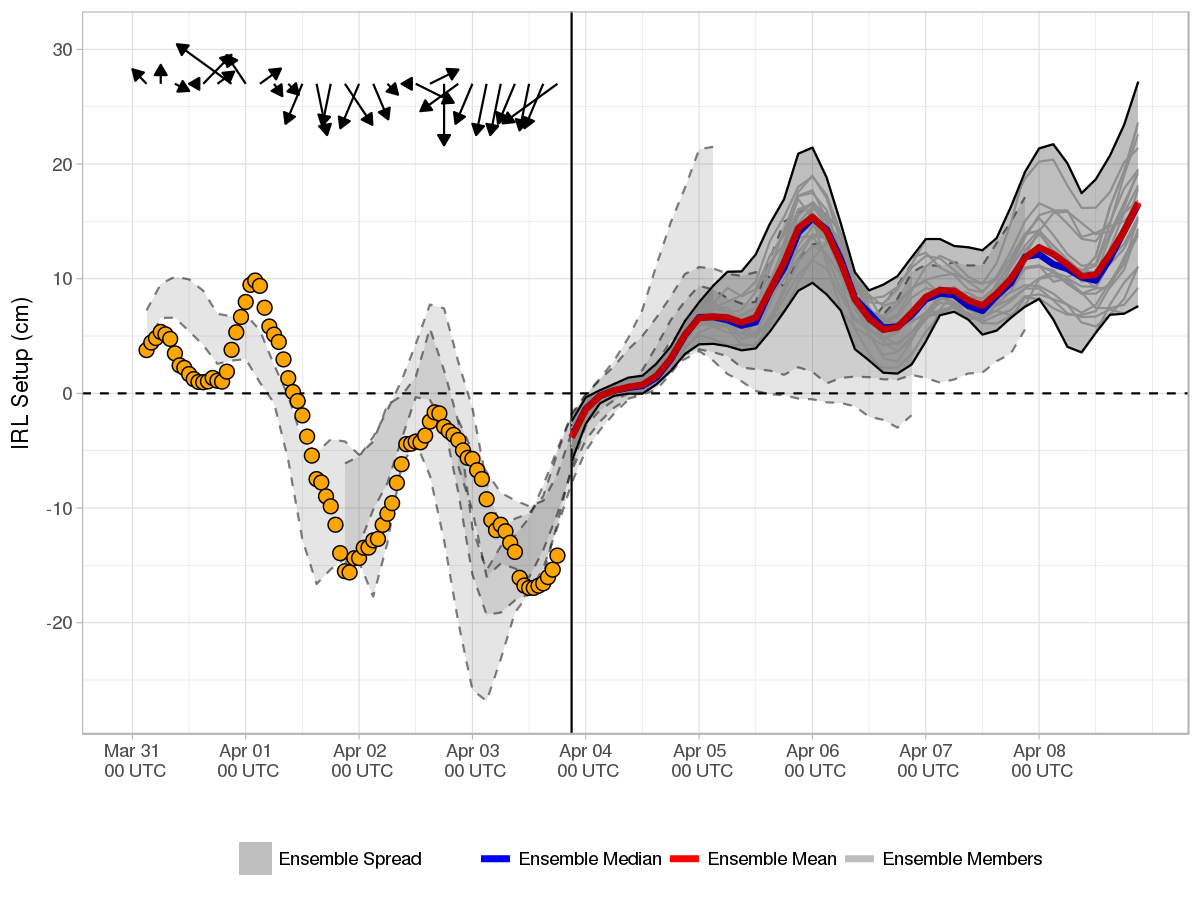 IRL Setup (cm)
30
20
10
0
-10
-20
Mar 31 Apr 01 Apr 02 Apr 03 Apr 04 Apr 05 Apr 06 Apr 07 Apr 08
00 UTC 00 UTC 00 UTC 00 UTC 00 UTC 00 UTC 00 UTC 00 UTC 00 UTC
Ensemble Spread Ensemble Median Ensemble Mean Ensemble Members